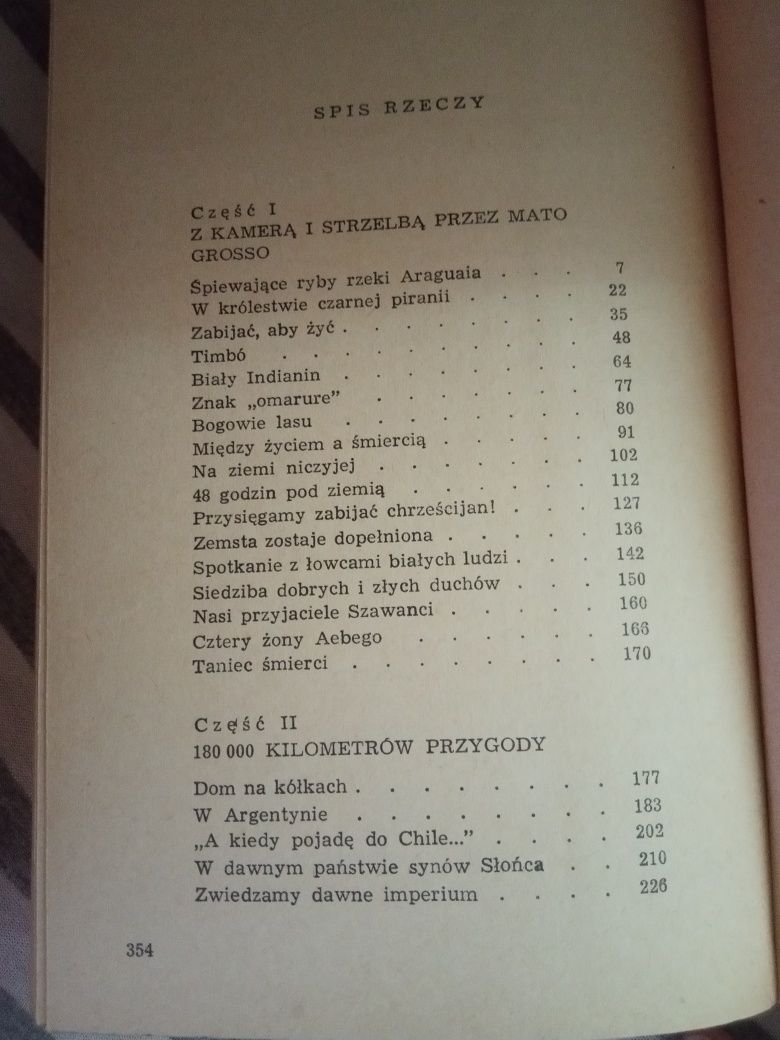 SPIS RZECZY
Część I
Z KAMERĄ I STRZELBĄ PRZEZ MATO
GROSSO
Śpiewające ryby rzeki Araguaia . . . 7
W królestwie czarnej piranii . . . . 22
Zabijać, aby żyć . . . . . . . 35
Timbó . . . . . . . . . . 48
Biały Indianin . . . . . . . . 64
Znak „omarure” . . . . . . . 77
Bogowie lasu . . . . . . . . 80
Między życiem a śmiercią . . . . . 91
Na ziemi niczyjej . . . . . . . 102
48 godzin pod ziemią . . . . . . 112
Przysięgamy zabijać chrześcijan! . . . 127
Zemsta zostaje dopełniona . . . . . 136
Spotkanie z łowcami białych ludzi . . . 142
Siedziba dobrych i złych duchów . . . 150
Nasi przyjaciele Szawanci . . . . . 160
Cztery żony Aebego . . . . . . 166
Taniec śmierci . . . . . . . . 170
Część II
180 000 KILOMETRÓW PRZYGODY
Dom na kółkach . . . . . . . . 177
W Argentynie . . . . . . . . 183
„A kiedy pojadę do Chile...” . . . . 202
W dawnym państwie synów Słońca . . 210
Zwiedzamy dawne imperium . . . . 226
354